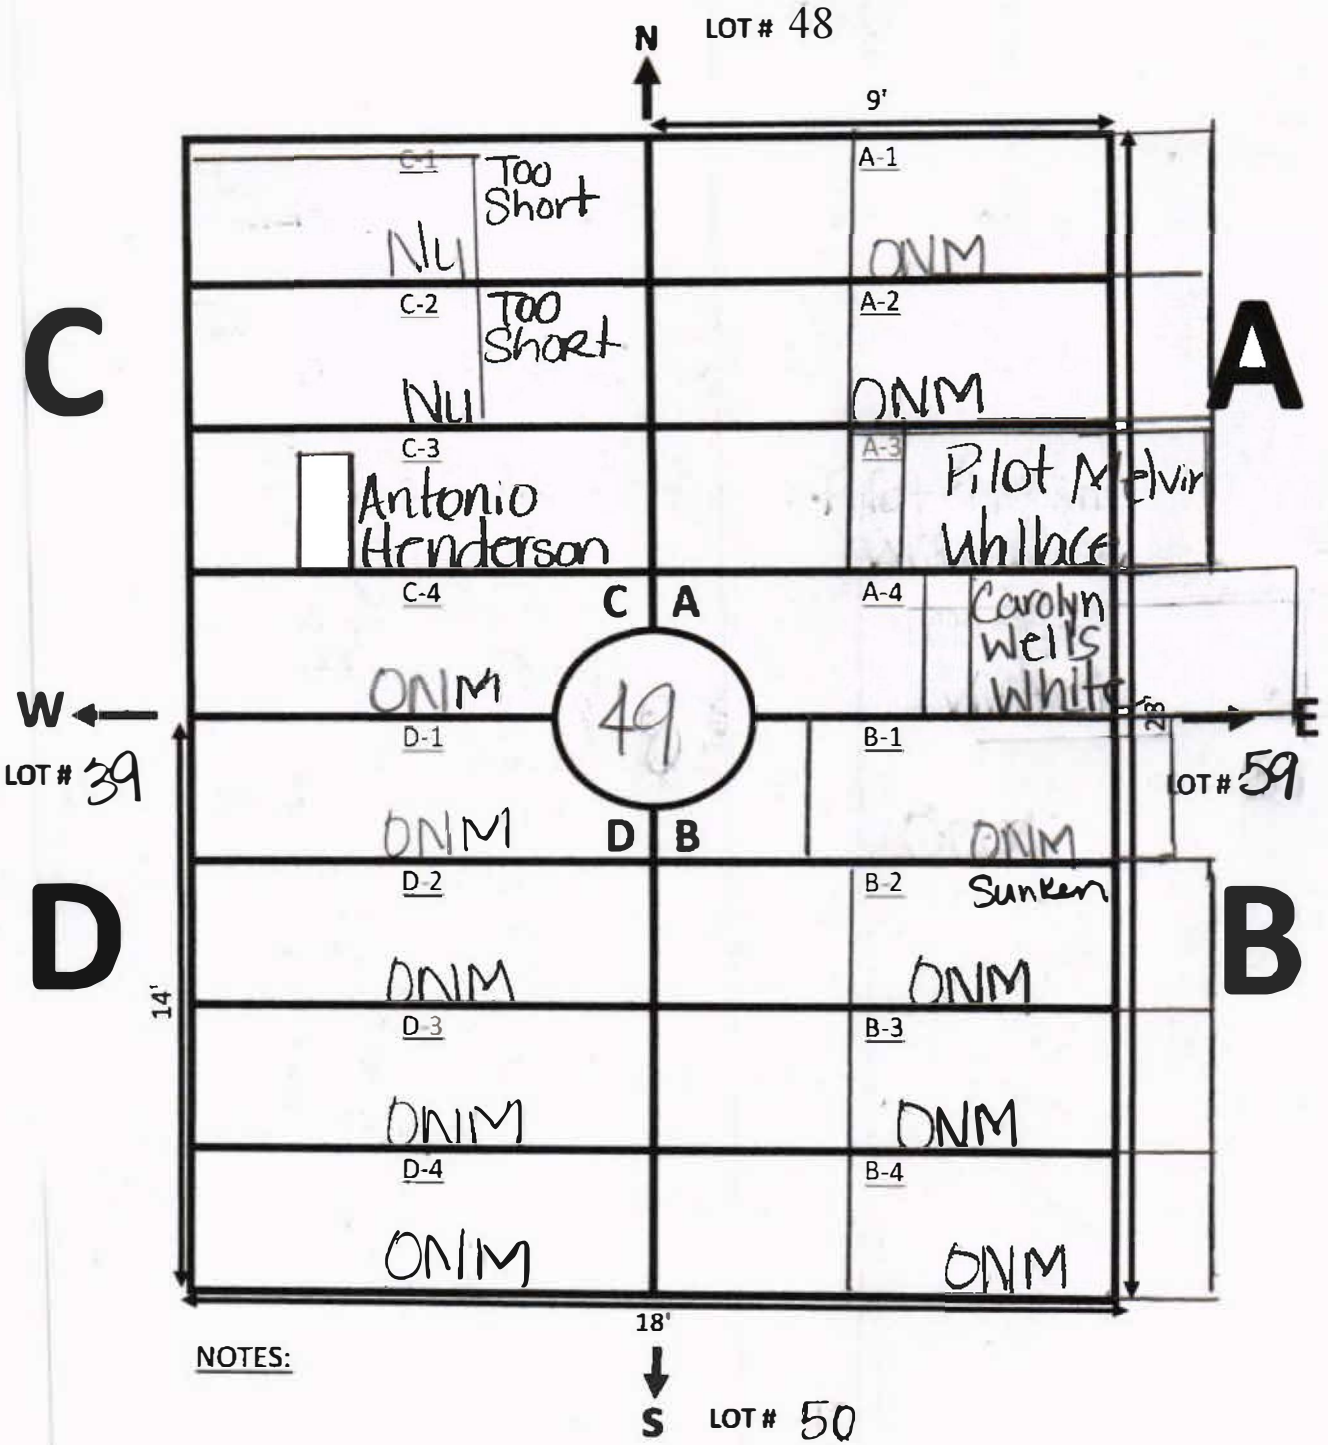 LOT # 48
N
9'
C-1
Too
Short
NU
A-1
ONM
C-2
Too
Short
NU
A-2
ONM
C
A
C-3
Antonio
Henderson
A-3
Pilot Melvin
Wallace
C-4
ONM
C A
A-4
Carolyn
Wells
White
W
49
28'
E
LOT # 39
D-1
ONM
B-1
ONM
LOT # 59
D B
D-2
ONM
B-2
Sunken
ONM
D
B
14'
D-3
ONM
B-3
ONM
D-4
ONM
B-4
ONM
18'
NOTES:
S
LOT # 50